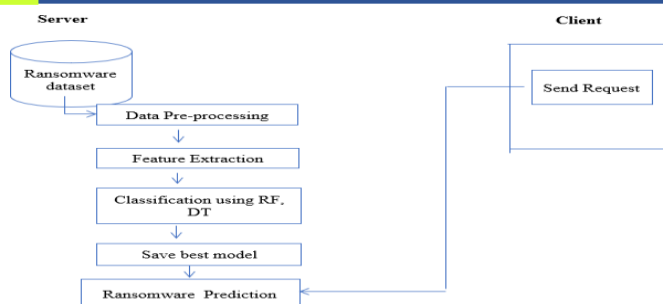 Server
Client
Ransomware
dataset
Send Request
Data Pre-processing
Feature Extraction
Classification using RF,
DT
Save best model
Ransomware Prediction